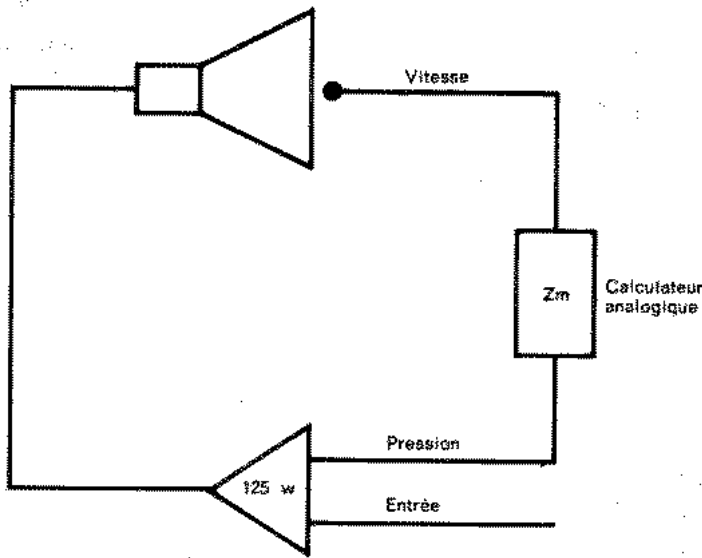 Vitesse
Zm
Calculateur
analogique
Pression
125 w
Entrée